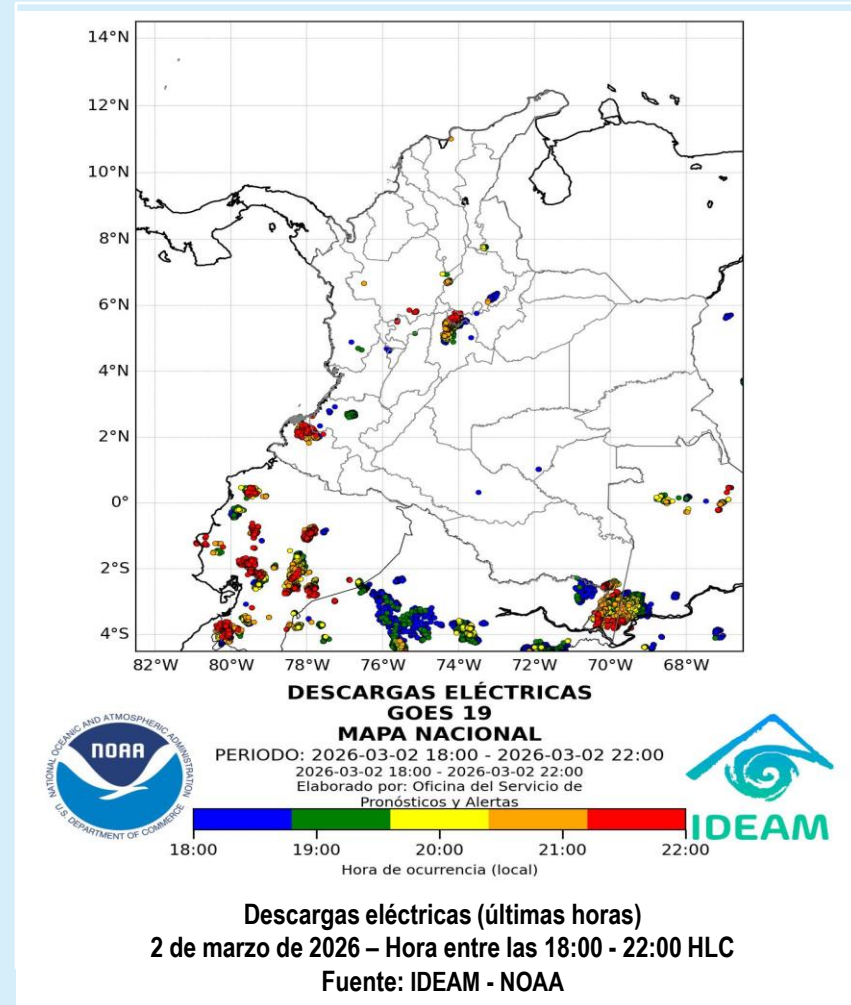 14°N
12°N
10°N
8°N
6°N
4°N
2°N
0°
2°S
4°S
82°W 80°W 78°W 76°W 74°W 72°W 70°W 68°W
DESCARGAS ELÉCTRICAS
GOES 19
MAPA NACIONAL
PERIODO: 2026-03-02 18:00 - 2026-03-02 22:00
2026-03-02 18:00 - 2026-03-02 22:00
Elaborado por: Oficina del Servicio de
Pronósticos y Alertas
NATIONAL OCEANIC AND ATMOSPHERIC ADMINISTRATION
NOAA
U.S. DEPARTMENT OF COMMERCE
IDEAM
18:00 19:00 20:00 21:00 22:00
Hora de ocurrencia (local)
Descargas eléctricas (últimas horas)
2 de marzo de 2026 – Hora entre las 18:00 - 22:00 HLC
Fuente: IDEAM - NOAA